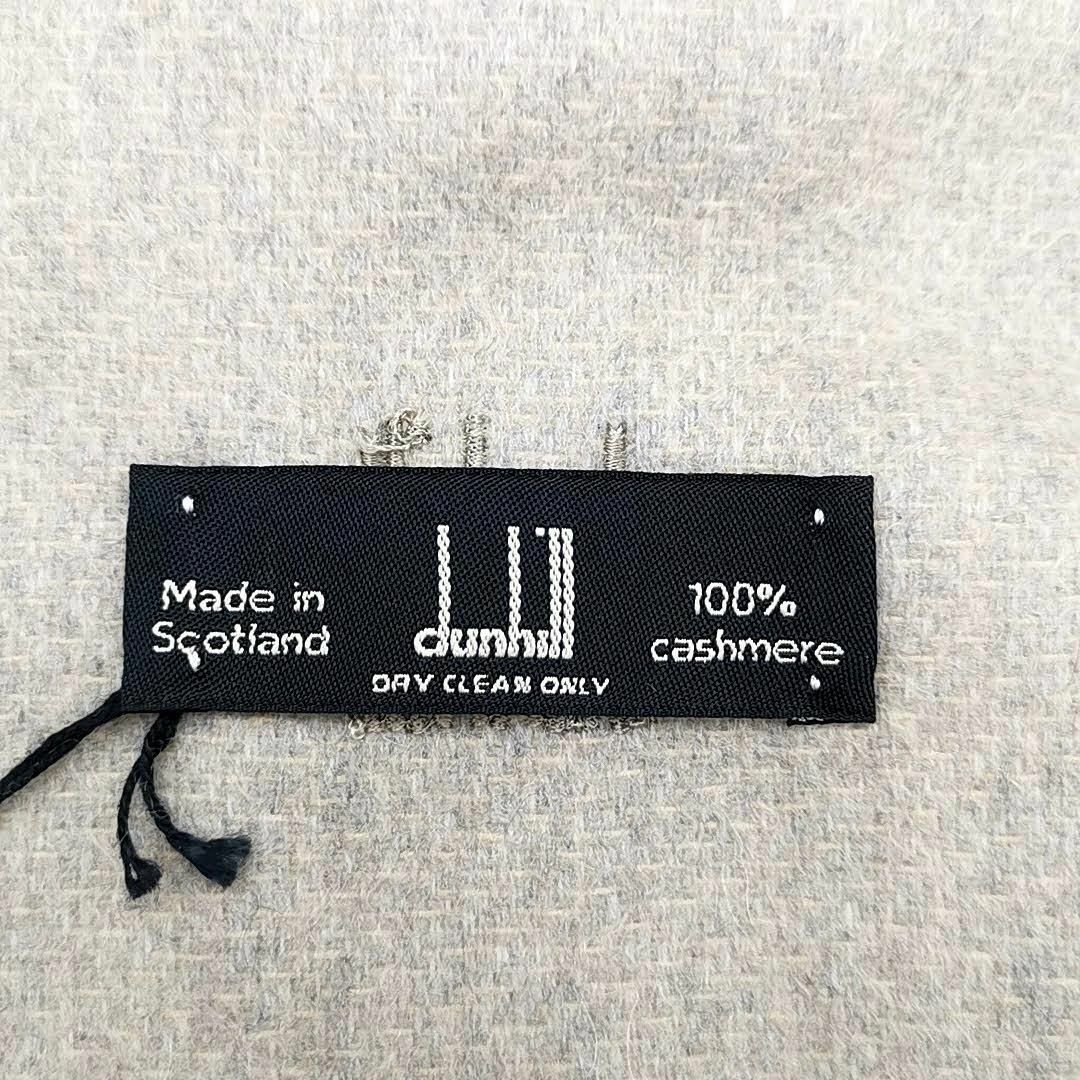 Made in
Scotland
dunhill
DRY CLEAN ONLY
100%
cashmere